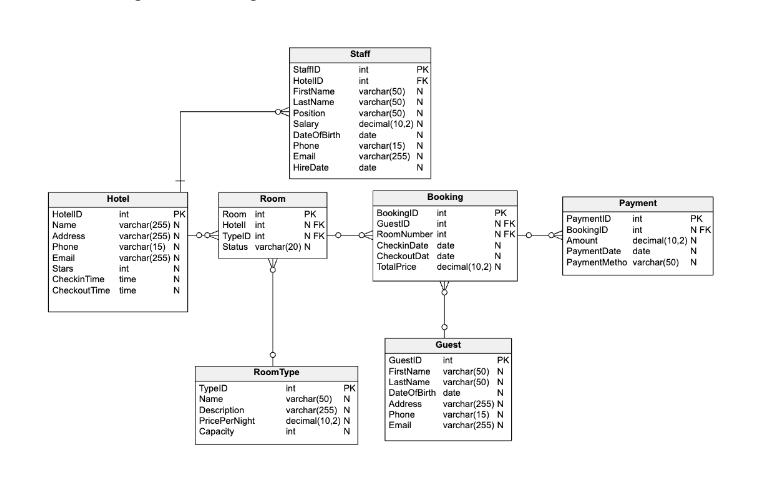 Staff
StaffID int PK
HotelID int FK
FirstName varchar(50) N
LastName varchar(50) N
Position varchar(50) N
Salary decimal(10,2) N
DateOfBirth date N
Phone varchar(15) N
Email varchar(255) N
HireDate date N
Hotel
HotelID int PK
Name varchar(255) N
Address varchar(255) N
Phone varchar(15) N
Email varchar(255) N
Stars int N
CheckinTime time N
CheckoutTime time N
Room
Room int PK
HotelI int N FK
TypeID int N FK
Status varchar(20) N
Booking
BookingID int PK
GuestID int N FK
RoomNumber int N FK
CheckinDate date N
CheckoutDat date N
TotalPrice decimal(10,2) N
Payment
PaymentID int PK
BookingID int N FK
Amount decimal(10,2) N
PaymentDate date N
PaymentMetho varchar(50) N
RoomType
TypeID int PK
Name varchar(50) N
Description varchar(255) N
PricePerNight decimal(10,2) N
Capacity int N
Guest
GuestID int PK
FirstName varchar(50) N
LastName varchar(50) N
DateOfBirth date N
Address varchar(255) N
Phone varchar(15) N
Email varchar(255) N